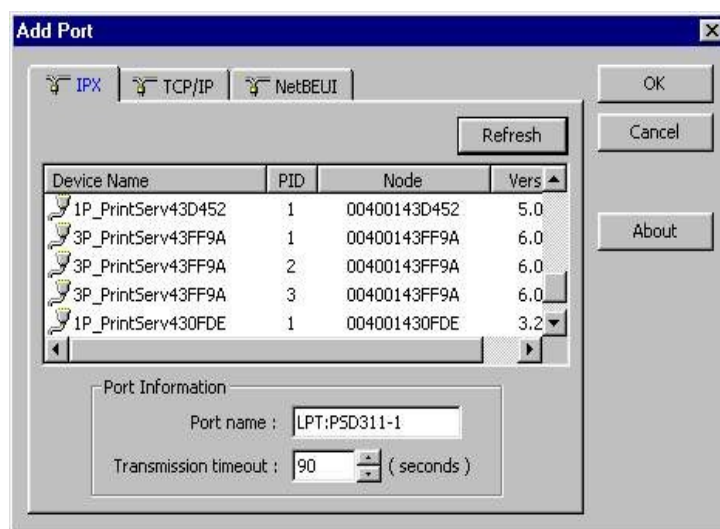 Add Port
IPX TCP/IP NetBEUI
OK
Refresh
Cancel
Device Name PID Node Vers
1P_PrintServ43D452 1 00400143D452 5.0
3P_PrintServ43FF9A 1 00400143FF9A 6.0
About
3P_PrintServ43FF9A 2 00400143FF9A 6.0
3P_PrintServ43FF9A 3 00400143FF9A 6.0
1P_PrintServ430FDE 1 004001430FDE 3.2
Port Information
Port name : LPT:PSD311-1
Transmission timeout : 90 ( seconds )